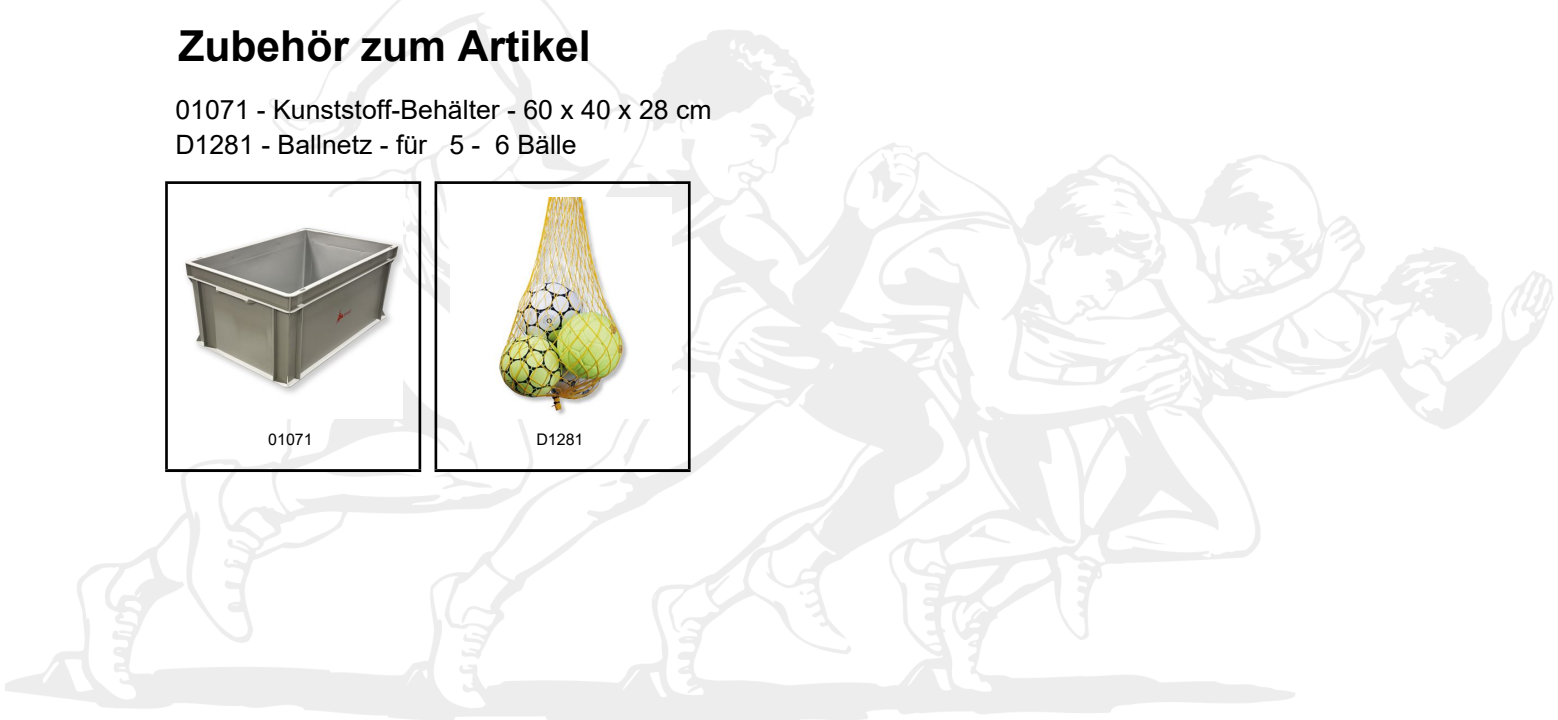 Zubehör zum Artikel
01071 - Kunststoff-Behälter - 60 x 40 x 28 cm
D1281 - Ballnetz - für   5 -  6 Bälle
01071
D1281